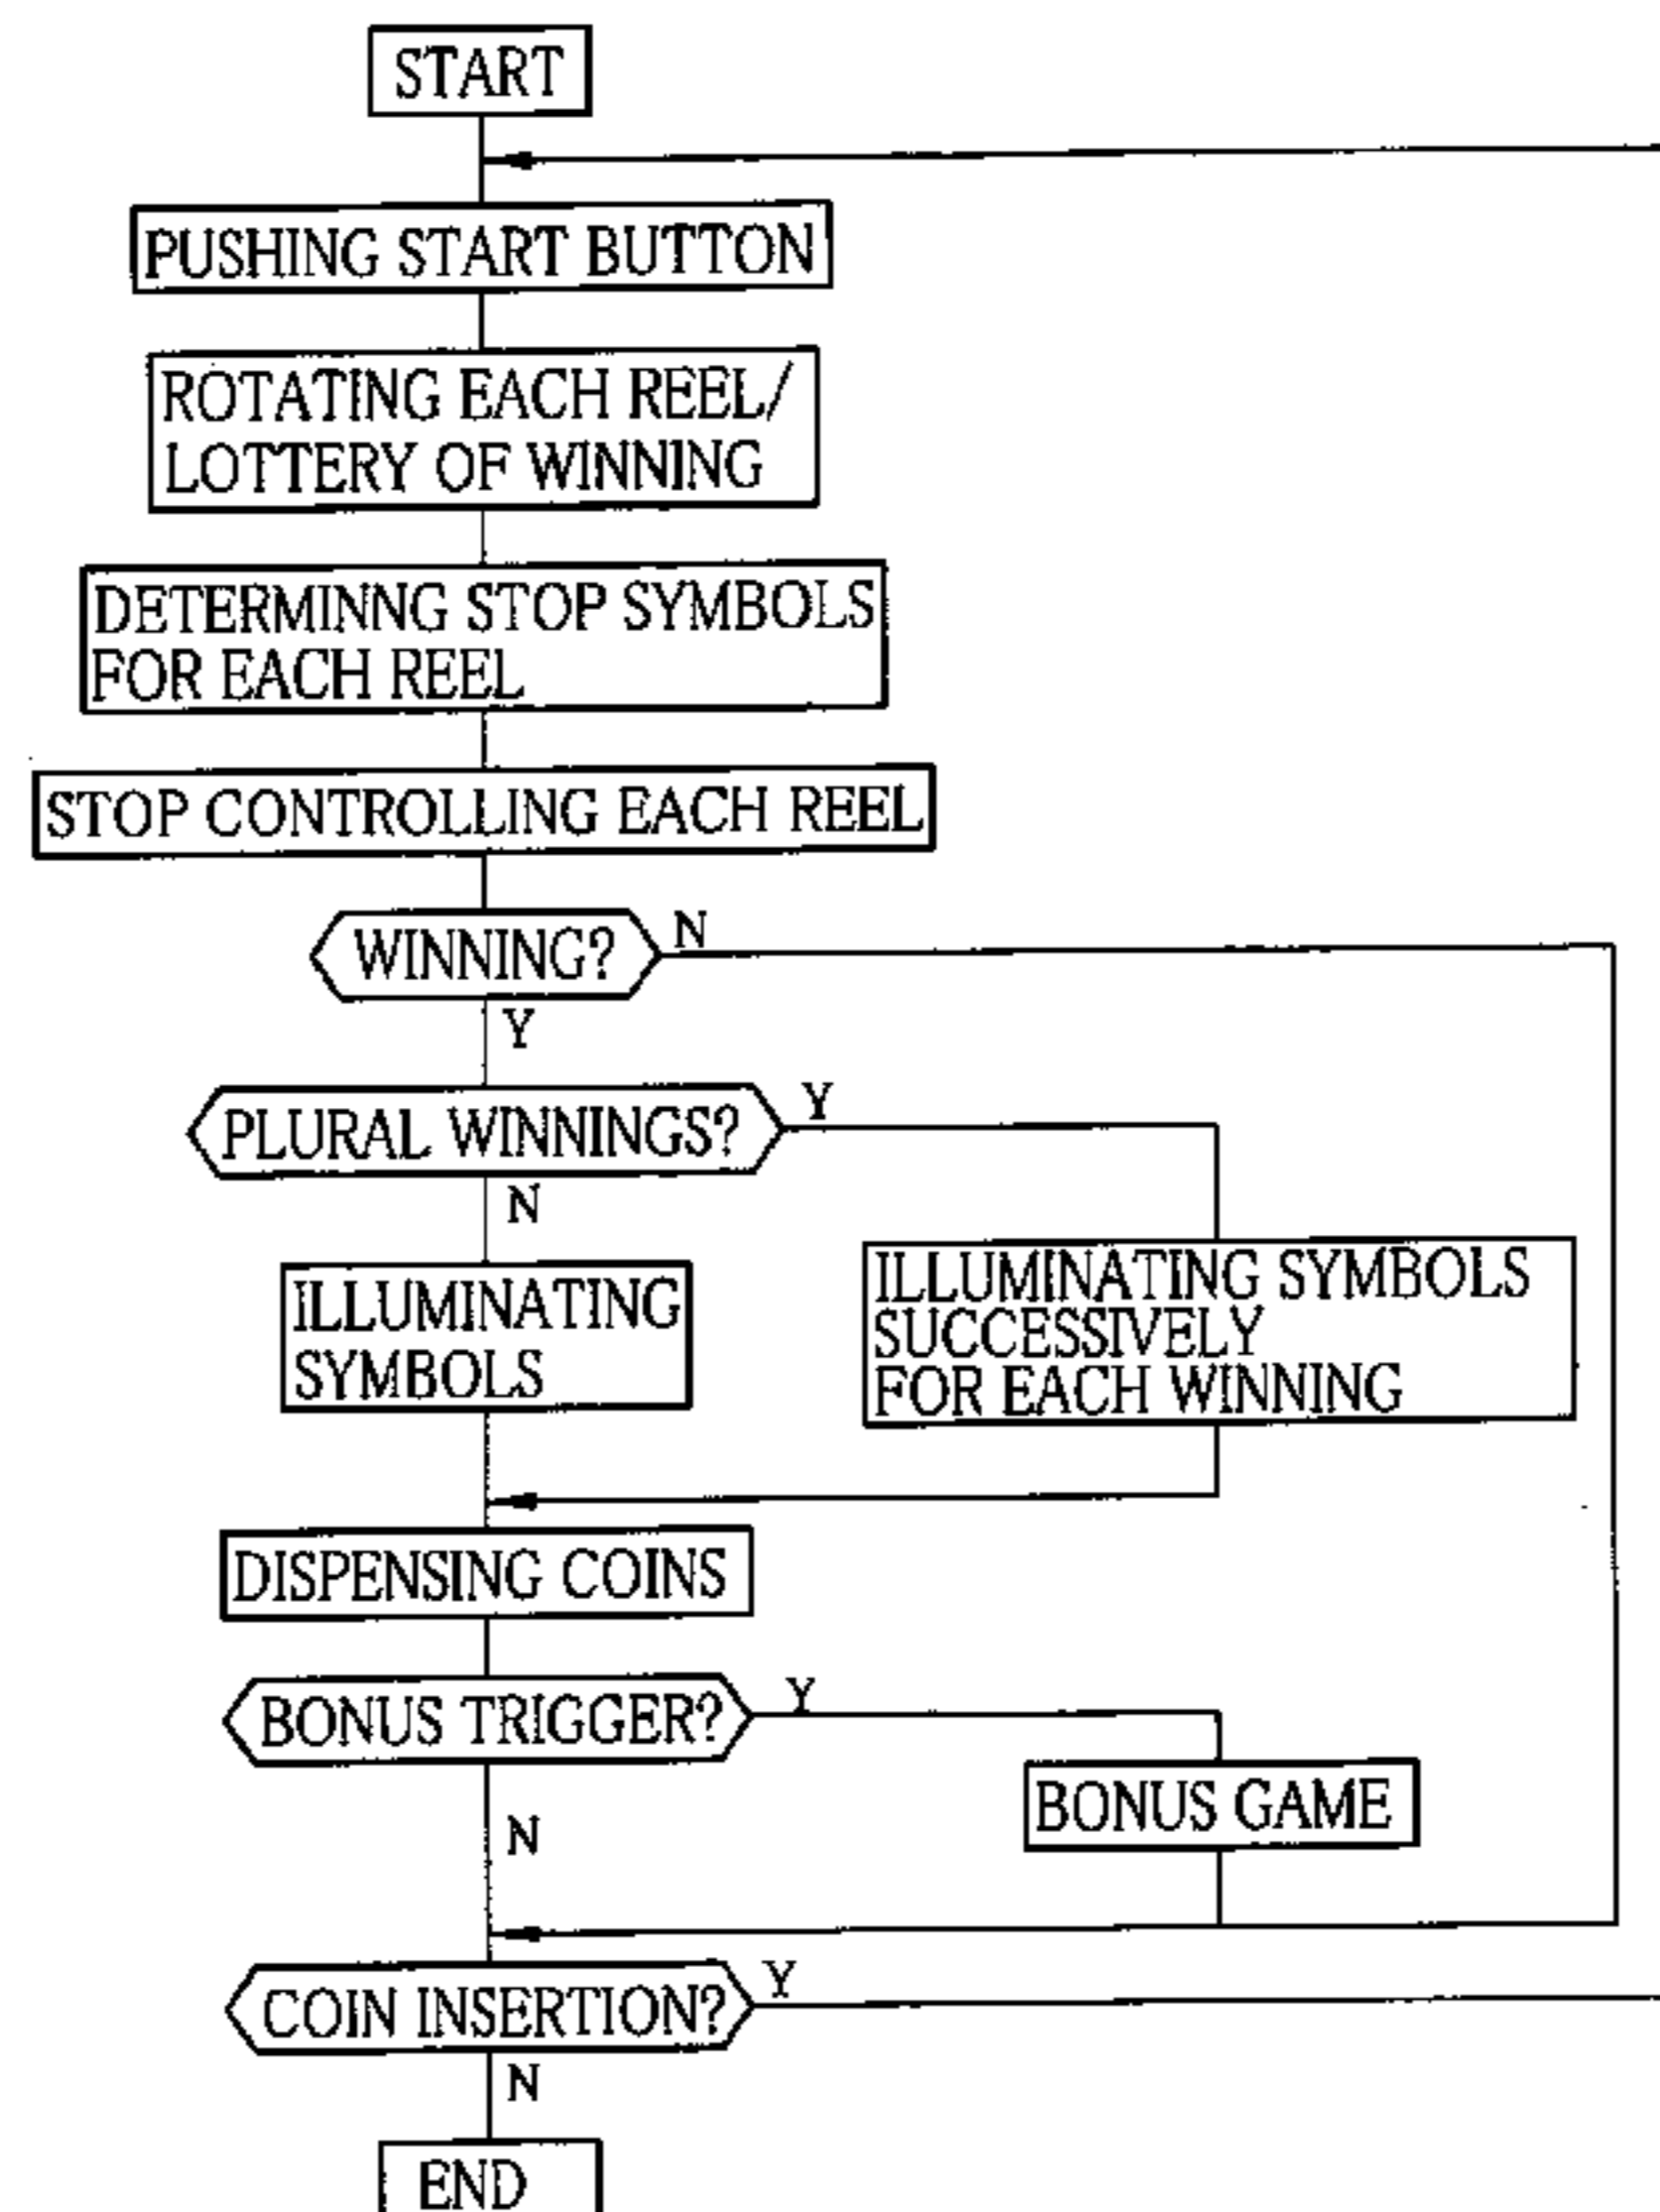 START
PUSHING START BUTTON
ROTATING EACH REEL/
LOTTERY OF WINNING
DETERMINNG STOP SYMBOLS
FOR EACH REEL
STOP CONTROLLING EACH REEL
WINNING?
N
Y
PLURAL WINNINGS?
Y
N
ILLUMINATING
SYMBOLS
ILLUMINATING SYMBOLS
SUCCESSIVELY
FOR EACH WINNING
DISPENSING COINS
BONUS TRIGGER?
Y
BONUS GAME
N
COIN INSERTION?
Y
N
END